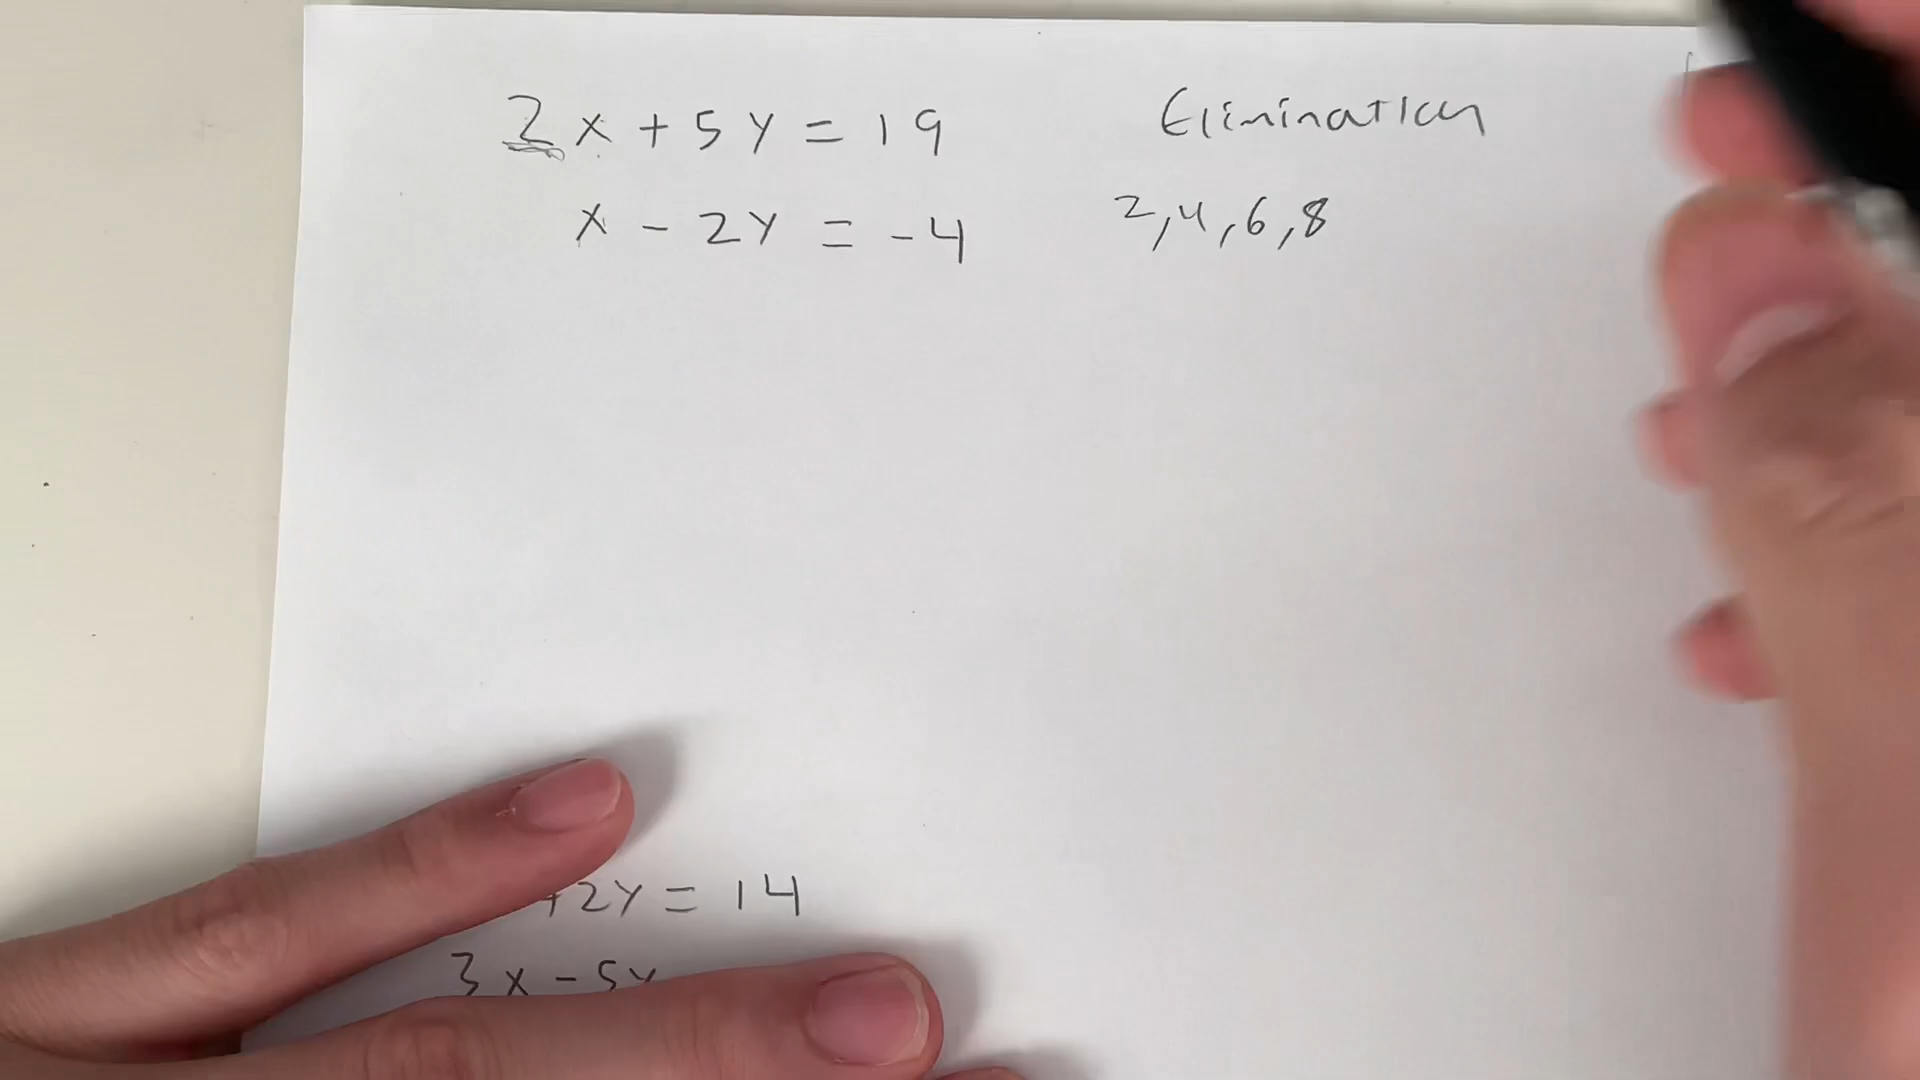 2x + 5y = 19
x - 2y = -4
Elimination
2,4,6,8
+2y = 14
3x - 5y